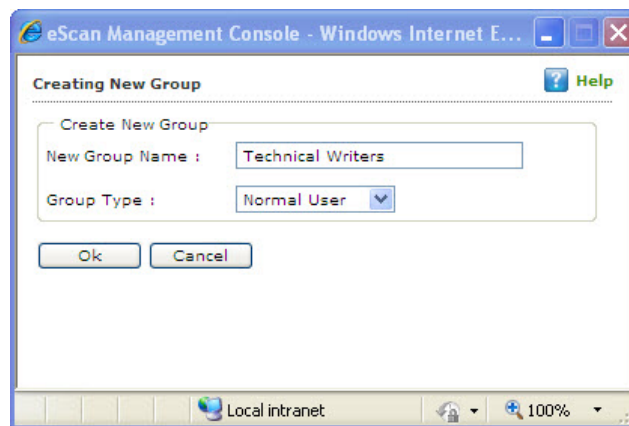 eScan Management Console - Windows Internet E...
Creating New Group
? Help
Create New Group
New Group Name : Technical Writers
Group Type : Normal User
Ok Cancel
Local intranet 100%